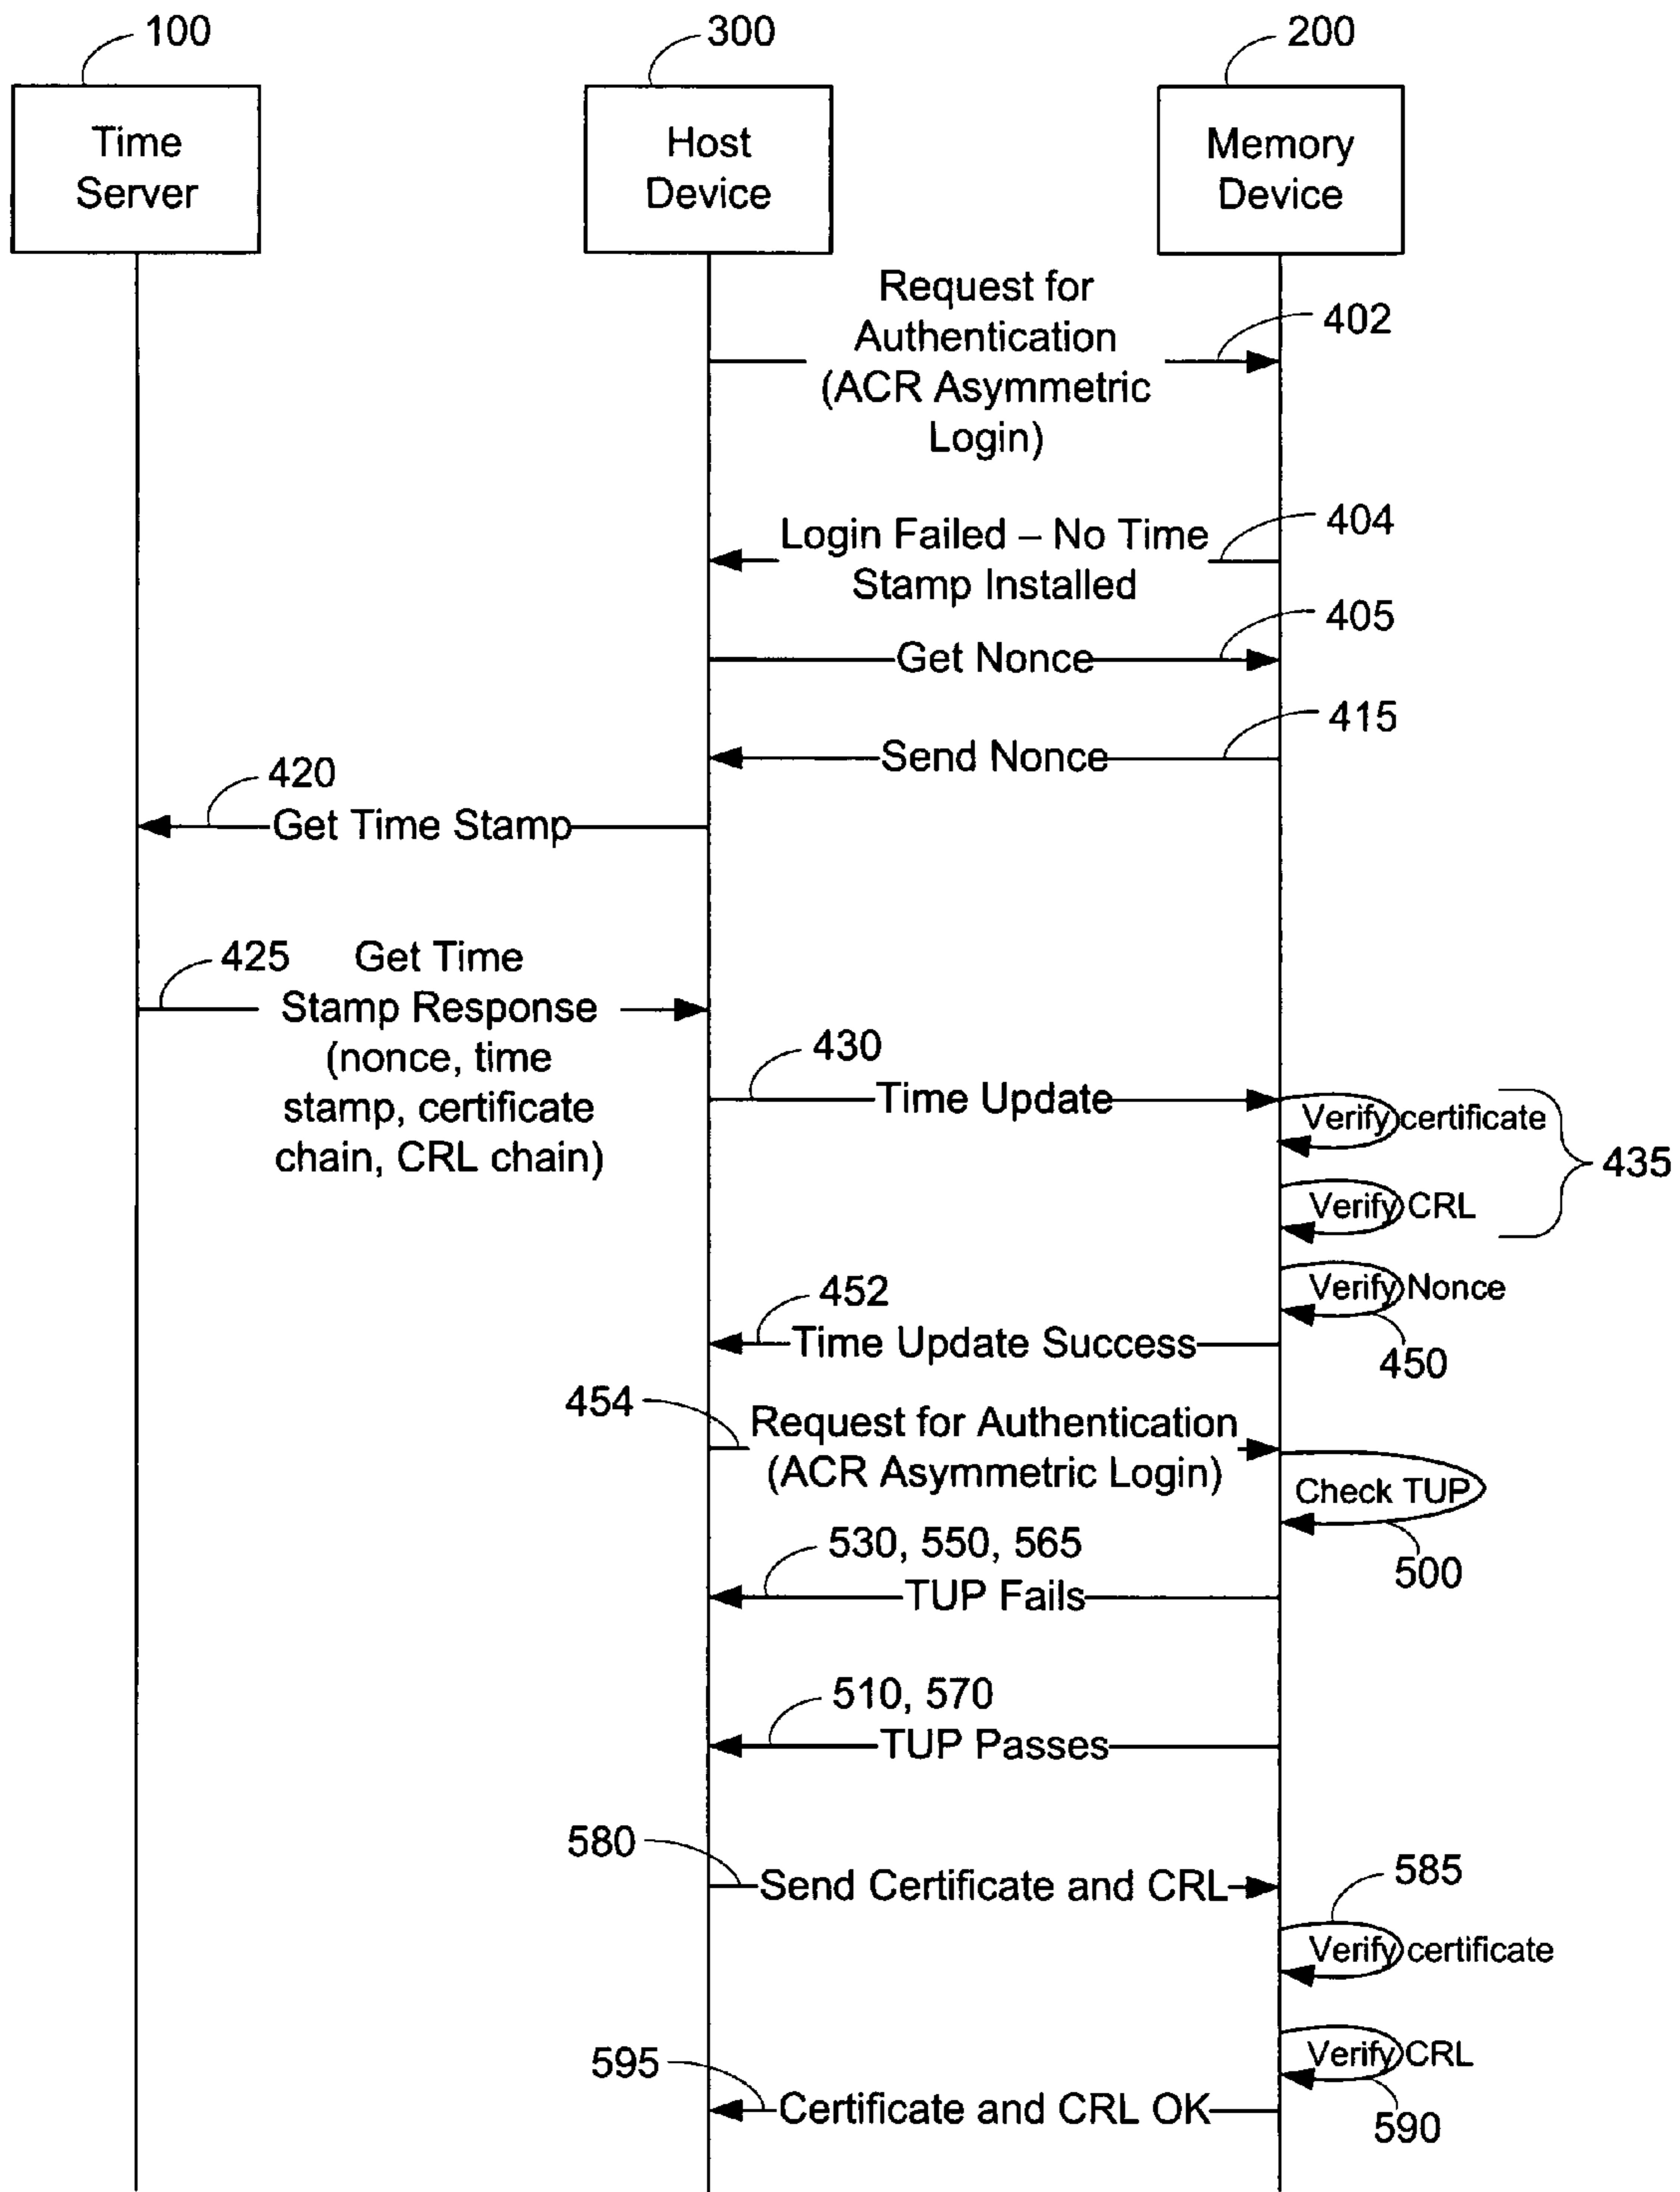 100
300
200
Time
Server
Host
Device
Memory
Device
Request for
Authentication
(ACR Asymmetric
Login)
402
Login Failed – No Time
Stamp Installed
404
405
Get Nonce
415
Send Nonce
420
Get Time Stamp
425
Get Time
Stamp Response
(nonce, time
stamp, certificate
chain, CRL chain)
430
Time Update
Verify certificate
435
Verify CRL
Verify Nonce
450
452
Time Update Success
454
Request for Authentication
(ACR Asymmetric Login)
Check TUP
500
530, 550, 565
TUP Fails
510, 570
TUP Passes
580
Send Certificate and CRL
585
Verify certificate
Verify CRL
590
595
Certificate and CRL OK